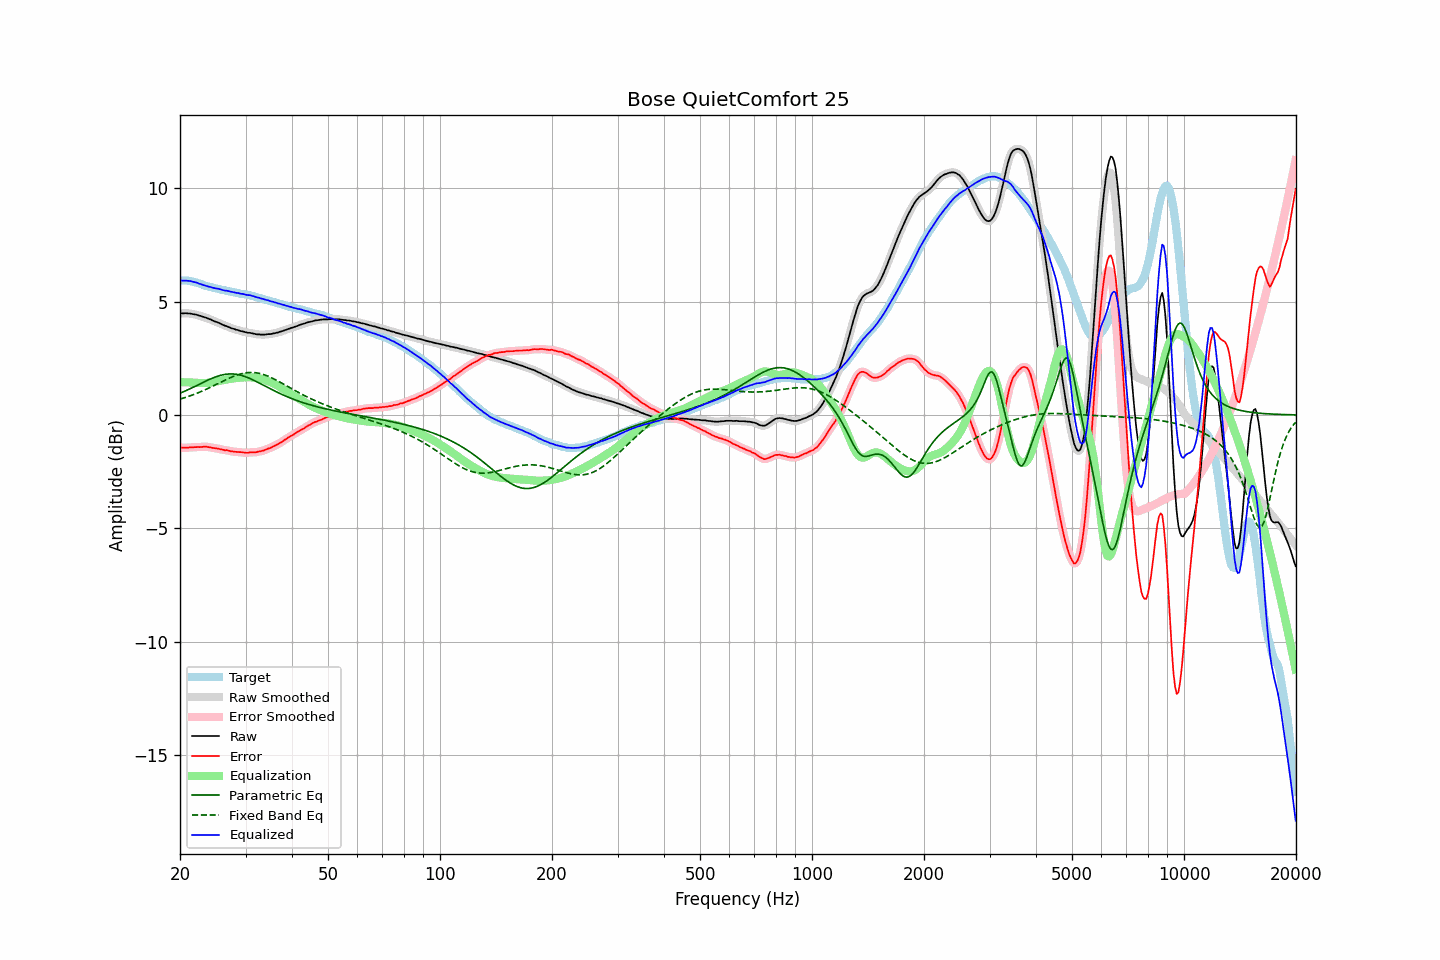 Bose QuietComfort 25
Amplitude (dBr)
10
5
0
−5
−10
−15
Target
Raw Smoothed
Error Smoothed
Raw
Error
Equalization
Parametric Eq
Fixed Band Eq
Equalized
20
50
100
200
500
1000
2000
5000
10000
20000
Frequency (Hz)